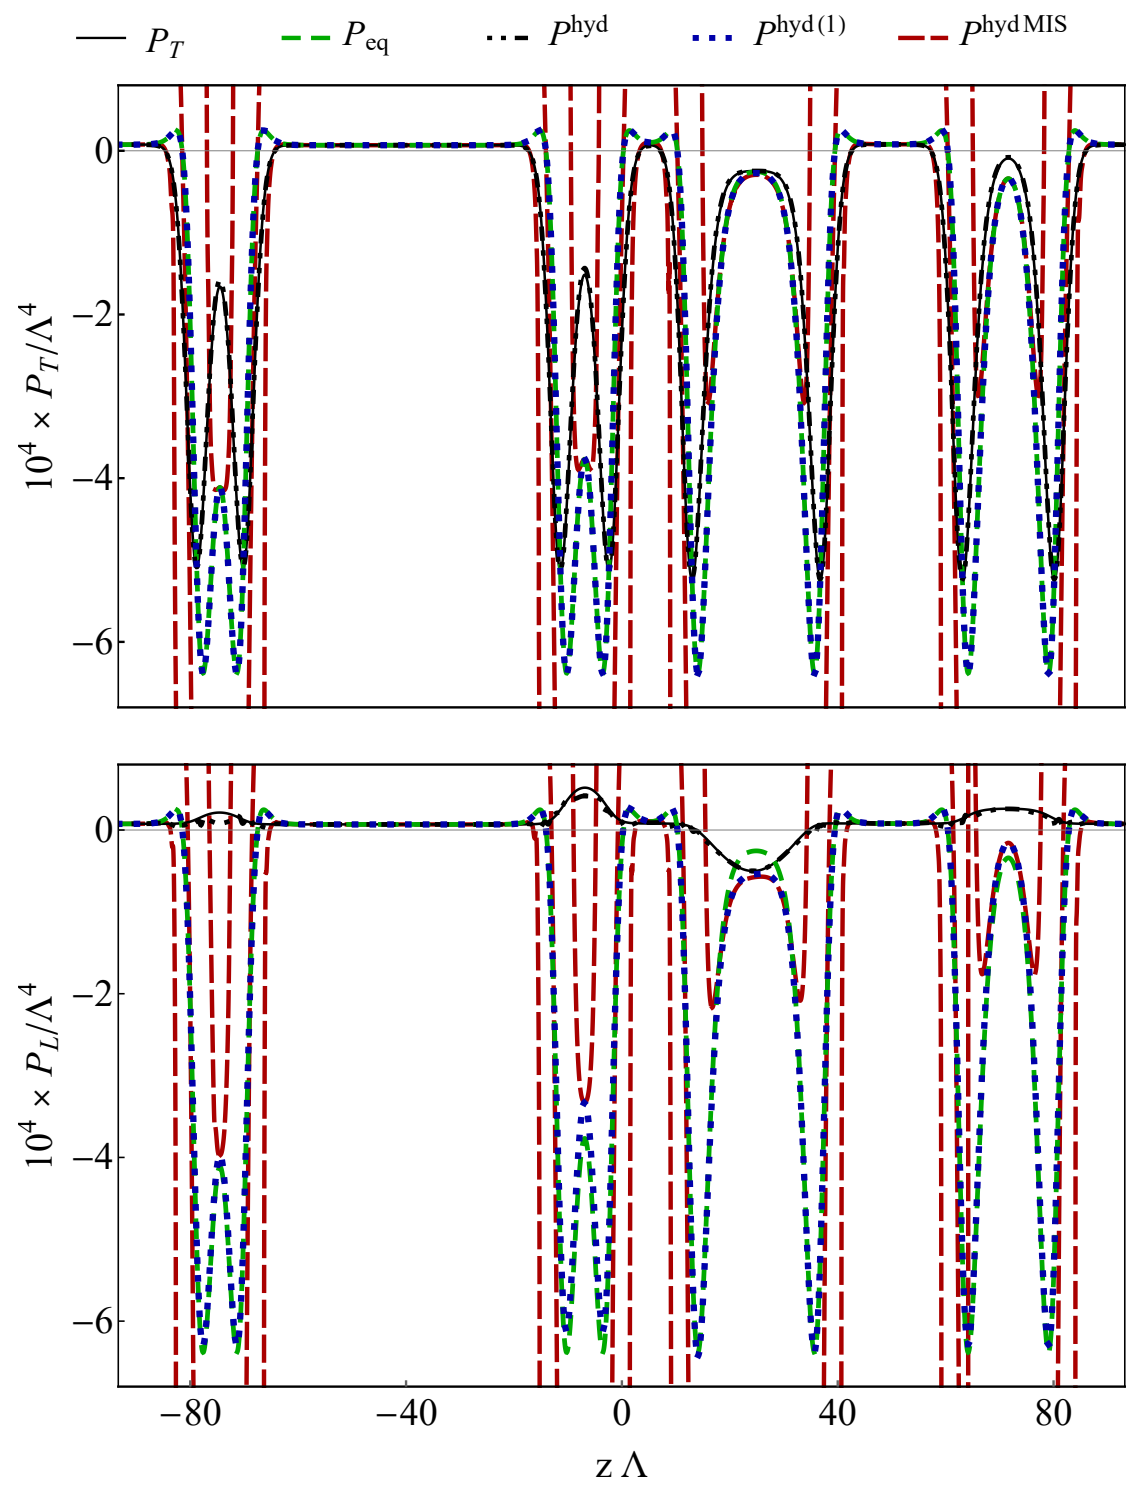 P_T P_eq P^hyd P^hyd (1) P^hyd MIS
0
−2
−4
−6
10^4 × P_T/Λ^4
0
−2
−4
−6
10^4 × P_L/Λ^4
−80 −40 0 40 80
z Λ